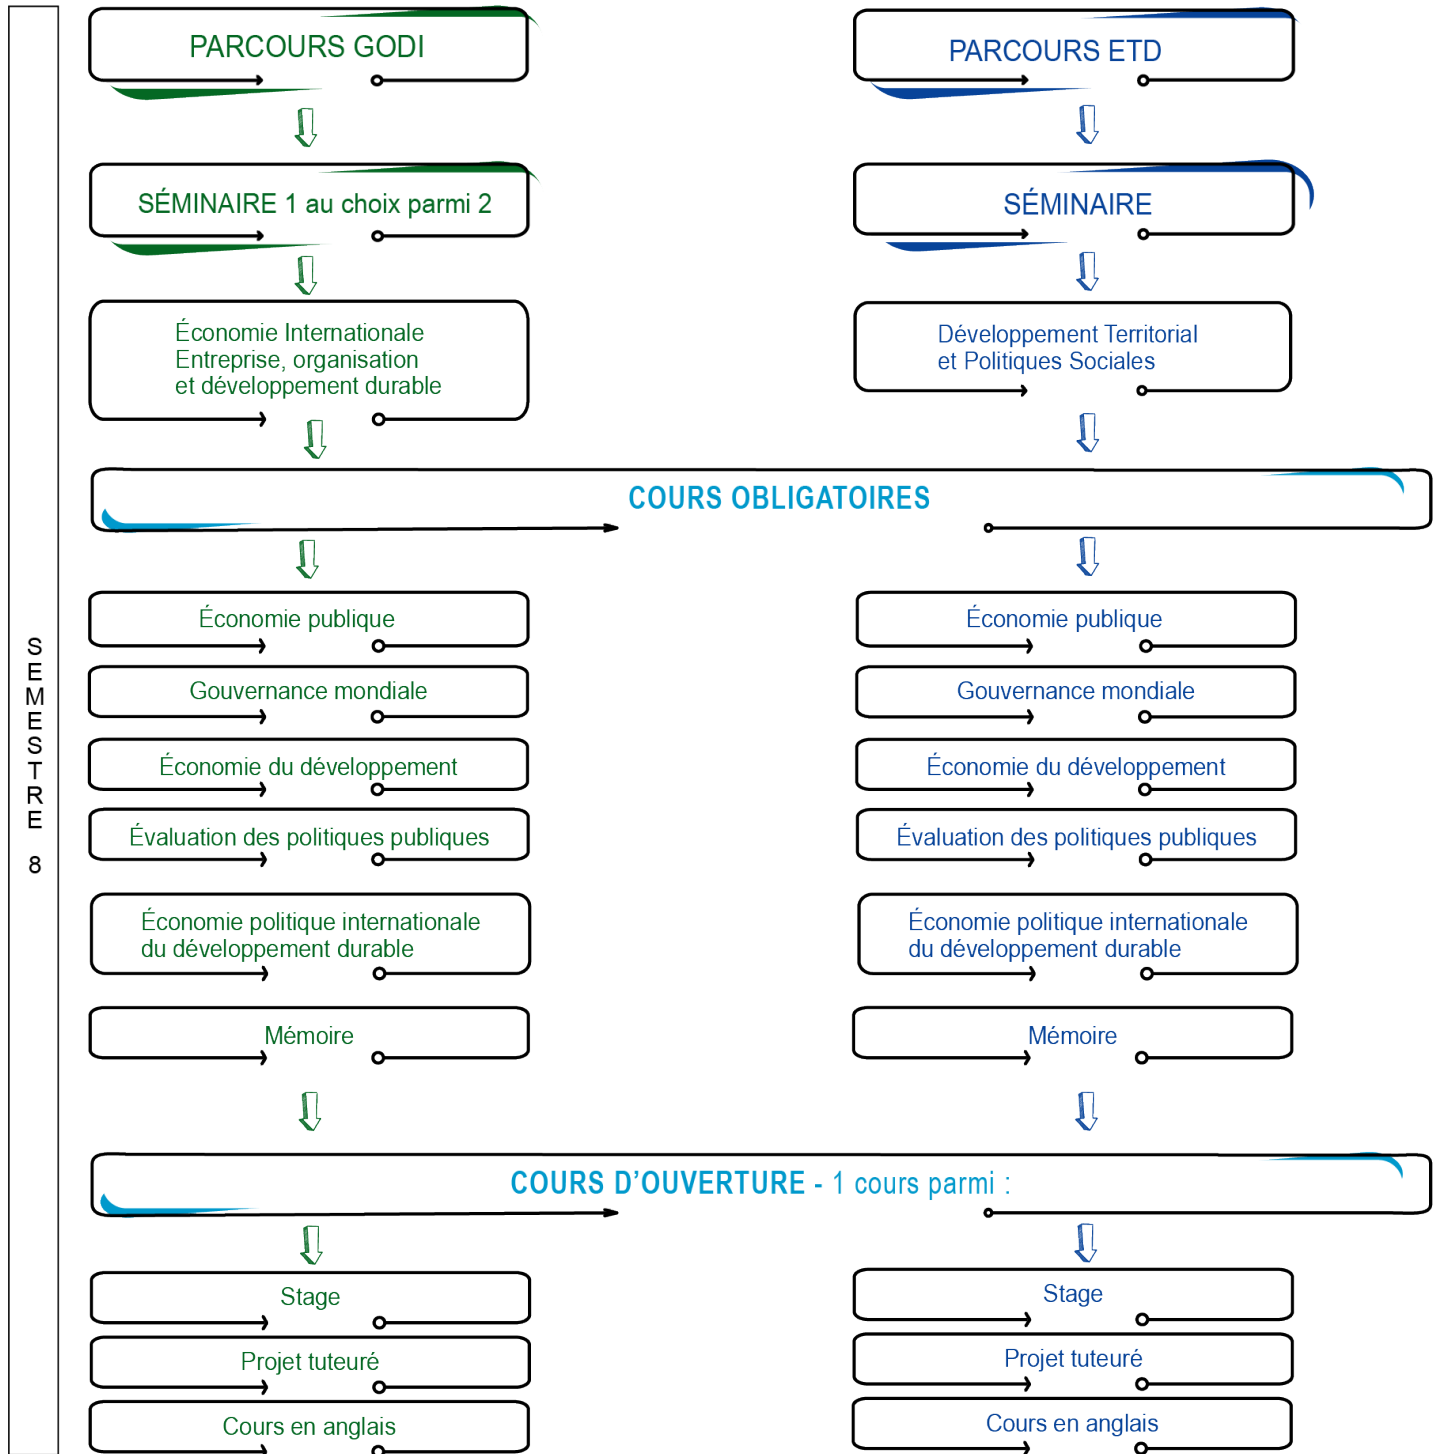 SEMESTRE 8
PARCOURS GODI
PARCOURS ETD
SÉMINAIRE 1 au choix parmi 2
SÉMINAIRE
Économie Internationale
Entreprise, organisation
et développement durable
Développement Territorial
et Politiques Sociales
COURS OBLIGATOIRES
Économie publique
Économie publique
Gouvernance mondiale
Gouvernance mondiale
Économie du développement
Économie du développement
Évaluation des politiques publiques
Évaluation des politiques publiques
Économie politique internationale
du développement durable
Économie politique internationale
du développement durable
Mémoire
Mémoire
COURS D’OUVERTURE - 1 cours parmi :
Stage
Stage
Projet tuteuré
Projet tuteuré
Cours en anglais
Cours en anglais